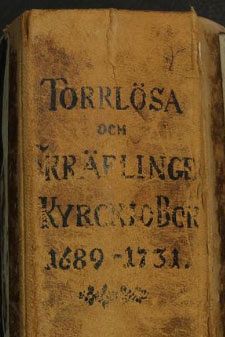 TORRLÖSA
OCH
KRÄFLINGE
KYRCKIOBOK
1689-1731.